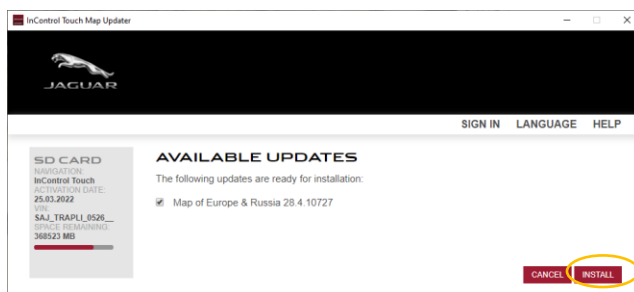 InControl Touch Map Updater
JAGUAR
SIGN IN LANGUAGE HELP
SD CARD
NAVIGATION:
InControl Touch
ACTIVATION DATE:
25.03.2022
VIN:
SAJ_TRAPLI_0526__
SPACE REMAINING:
368523 MB
AVAILABLE UPDATES
The following updates are ready for installation:
Map of Europe & Russia 28.4.10727
CANCEL INSTALL